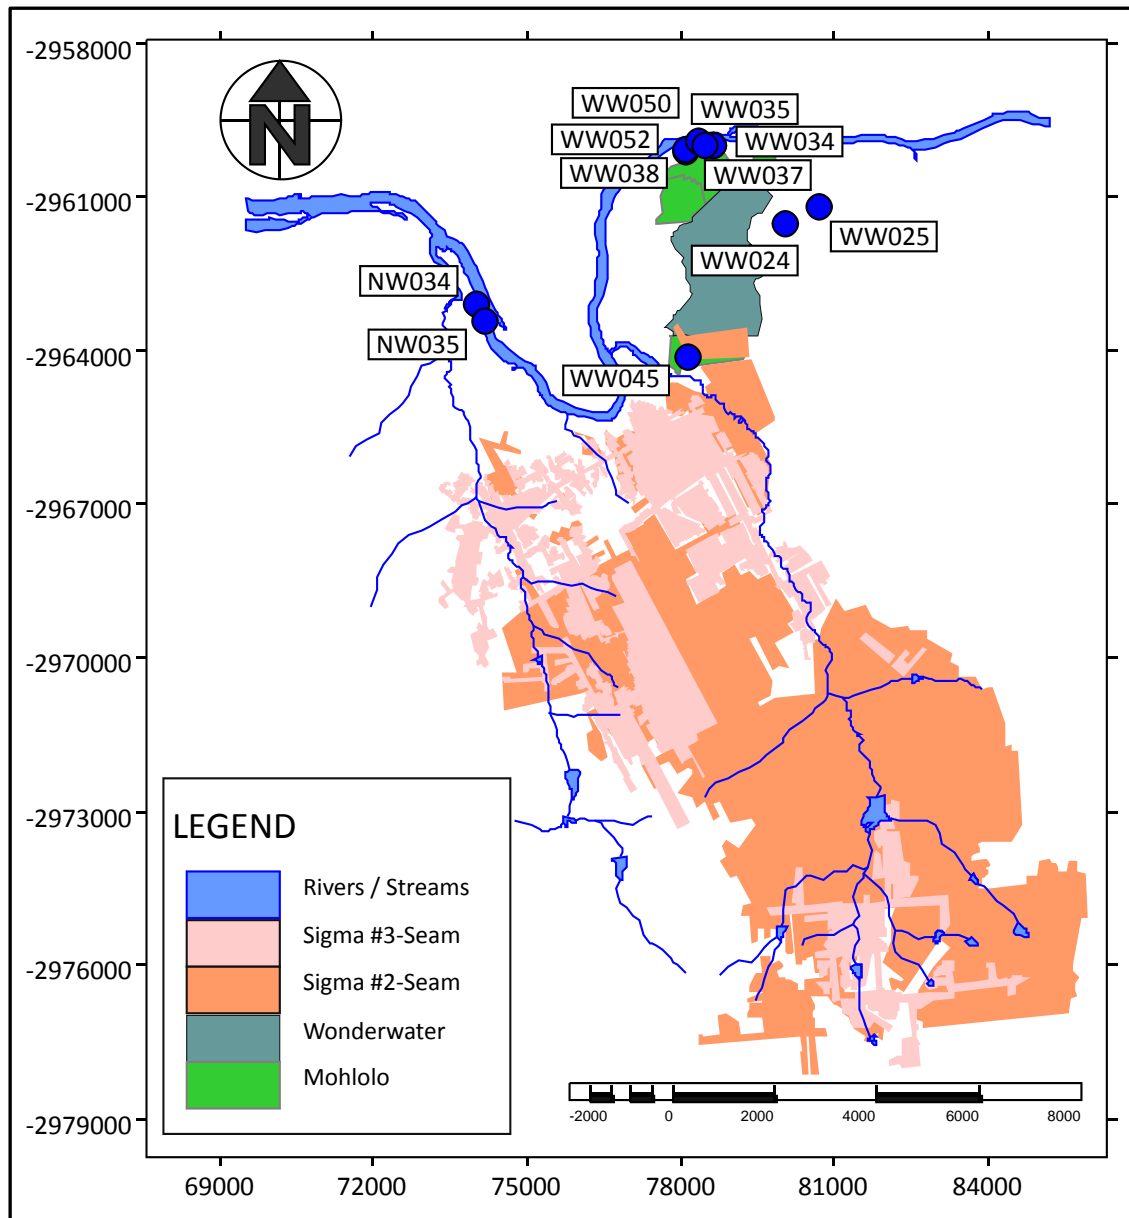 -2958000
-2961000
-2964000
-2967000
-2970000
-2973000
-2976000
-2979000
N
WW050
WW035
WW052
WW034
WW038
WW037
WW025
WW024
NW034
NW035
WW045
LEGEND
Rivers / Streams
Sigma #3-Seam
Sigma #2-Seam
Wonderwater
Mohlolo
-2000 0 2000 4000 6000 8000
69000 72000 75000 78000 81000 84000